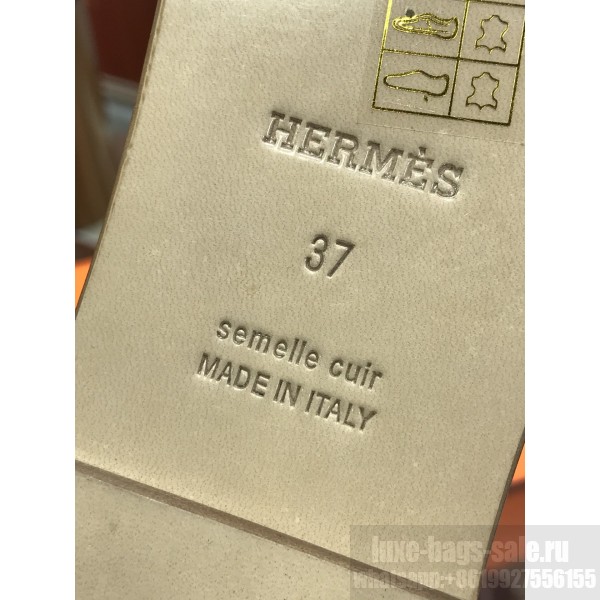 HERMÈS
37
semelle cuir
MADE IN ITALY
luxe-bags-sale.ru
whatsapp:+8619927556155